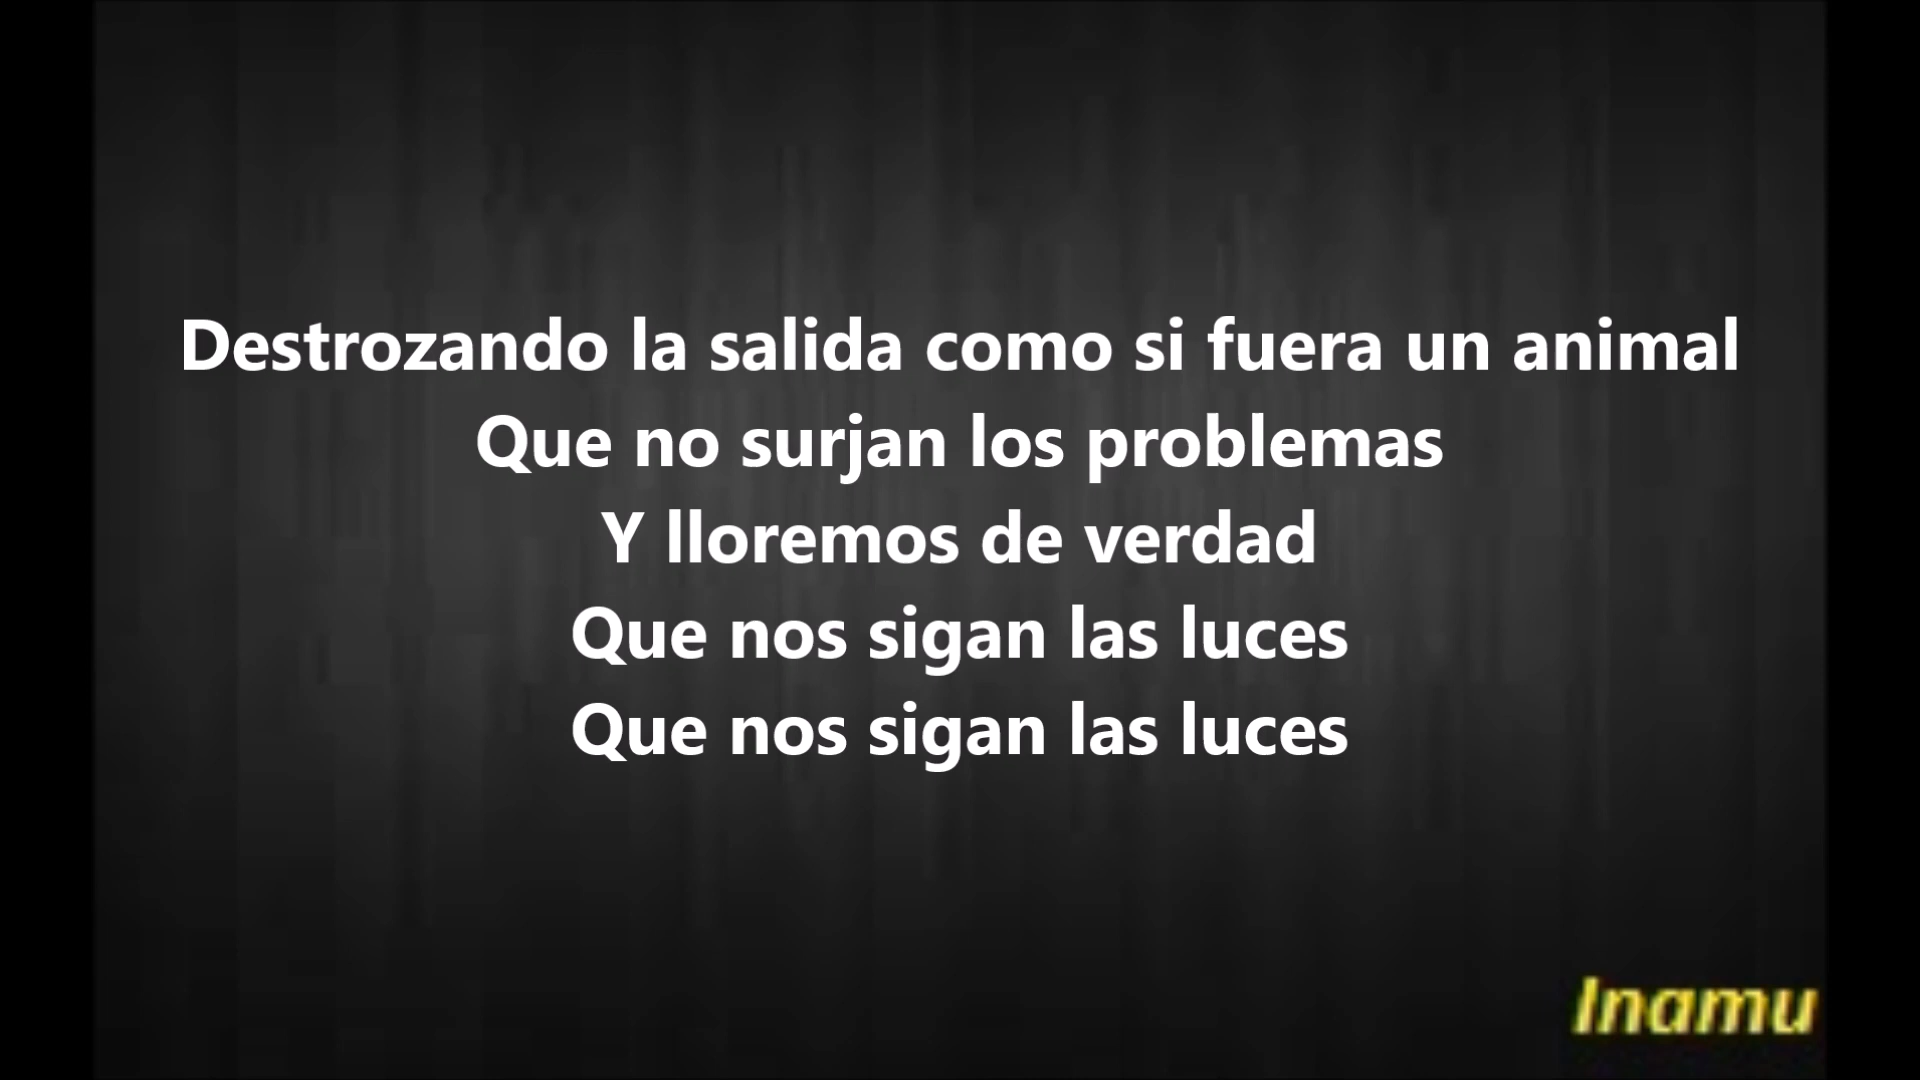 Destrozando la salida como si fuera un animal
Que no surjan los problemas
Y lloremos de verdad
Que nos sigan las luces
Que nos sigan las luces
Inamu